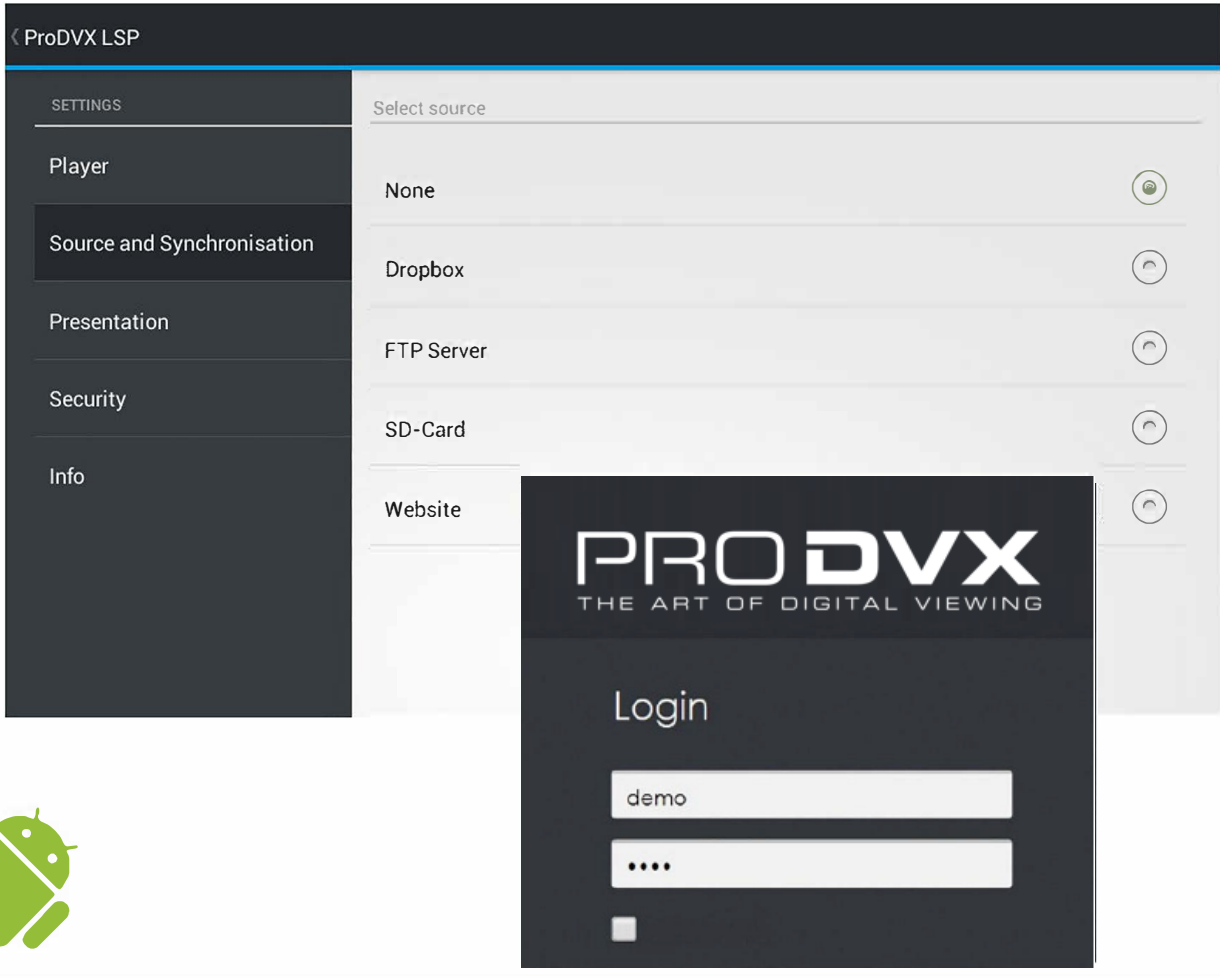 ProDVX LSP
SETTINGS
Player
Source and Synchronisation
Presentation
Security
Info
Select source
None
Dropbox
FTP Server
SD-Card
Website
PRODVX
THE ART OF DIGITAL VIEWING
Login
demo
••••